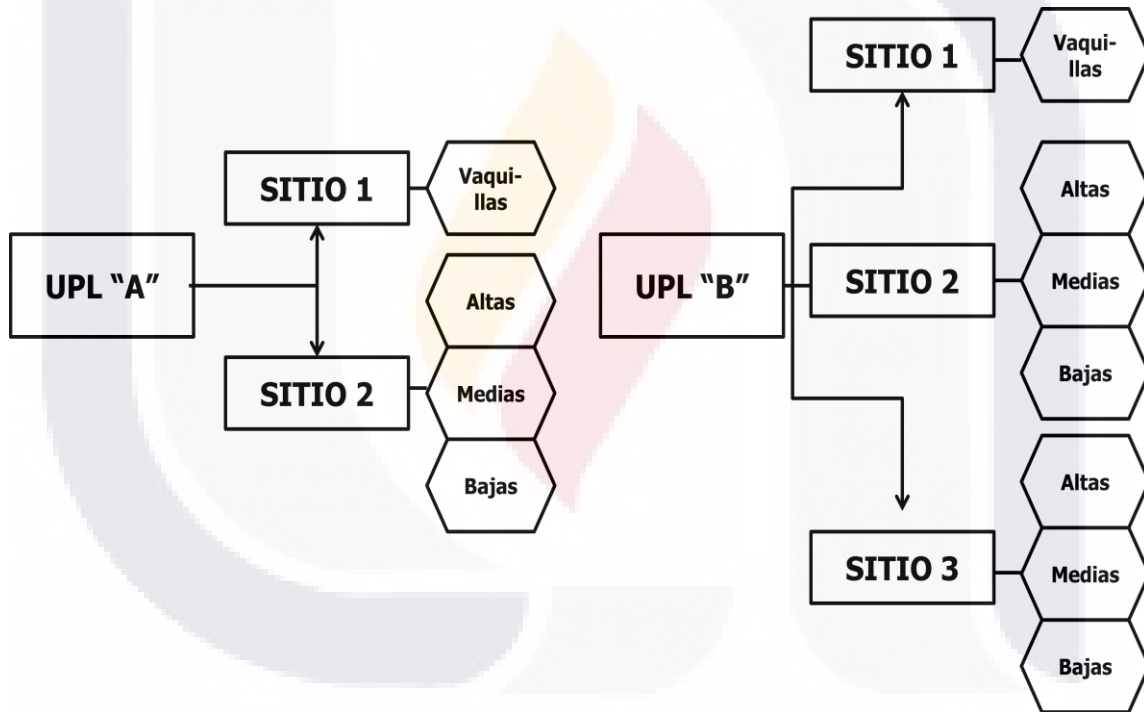 UPL “A”
SITIO 1
Vaqui-
llas
SITIO 2
Altas
Medias
Bajas
UPL “B”
SITIO 1
Vaqui-
llas
SITIO 2
Altas
Medias
Bajas
SITIO 3
Altas
Medias
Bajas